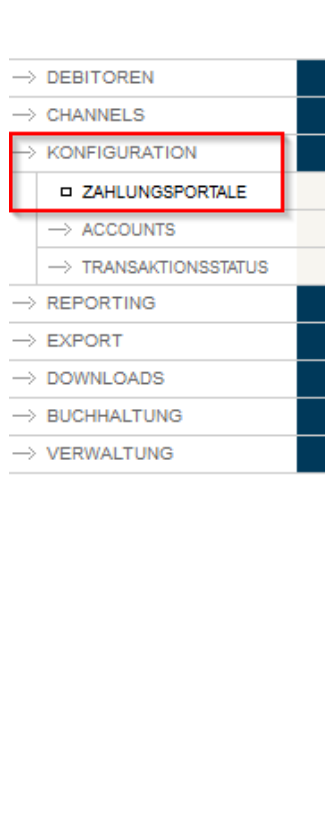 DEBITOREN
CHANNELS
KONFIGURATION
ZAHLUNGSPORTALE
ACCOUNTS
TRANSAKTIONSSTATUS
REPORTING
EXPORT
DOWNLOADS
BUCHHALTUNG
VERWALTUNG